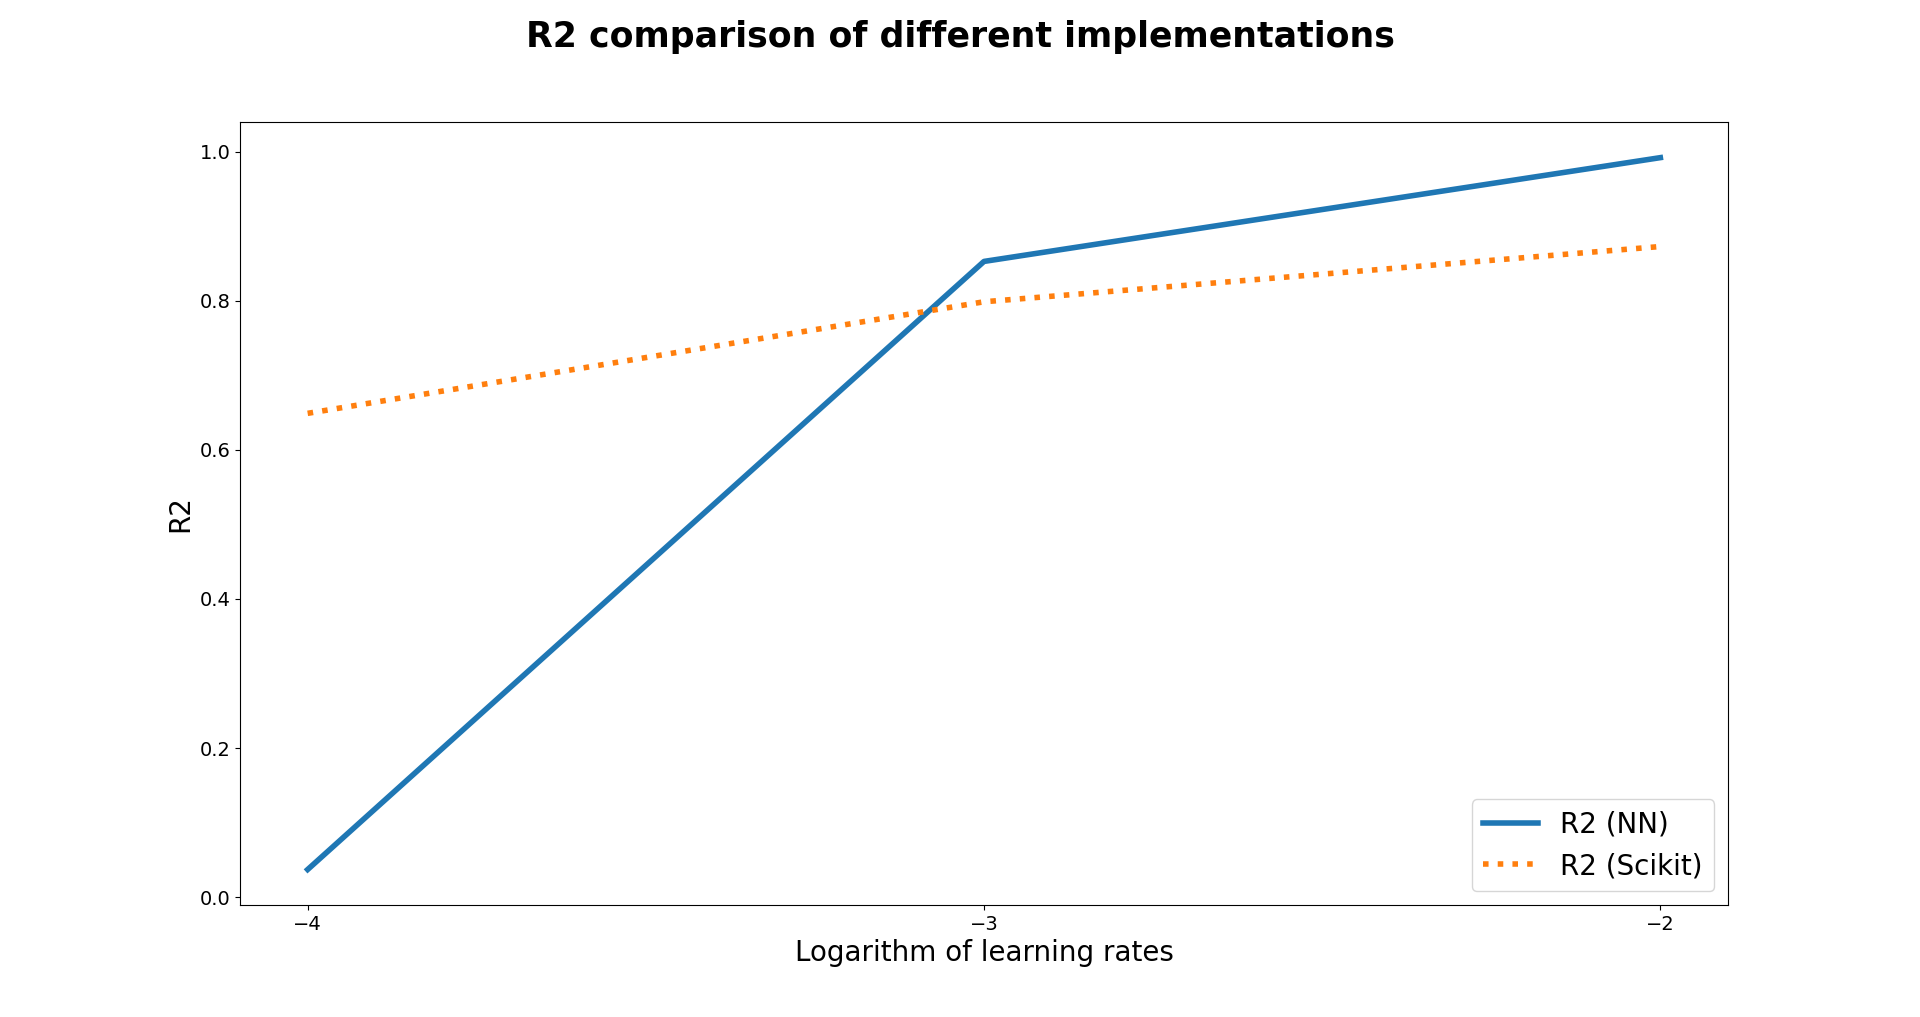 R2 comparison of different implementations
1.0
0.8
0.6
0.4
0.2
0.0
R2
−4
−3
−2
Logarithm of learning rates
R2 (NN)
R2 (Scikit)